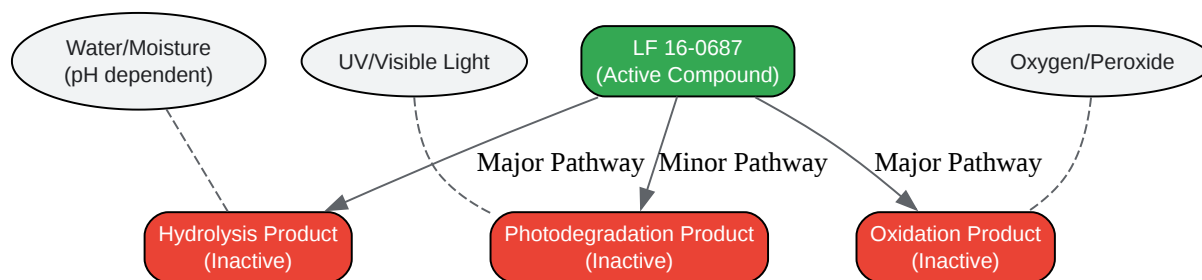 Water/Moisture
(pH dependent)
UV/Visible Light
LF 16-0687
(Active Compound)
Oxygen/Peroxide
Major Pathway
Minor Pathway
Major Pathway
Hydrolysis Product
(Inactive)
Photodegradation Product
(Inactive)
Oxidation Product
(Inactive)